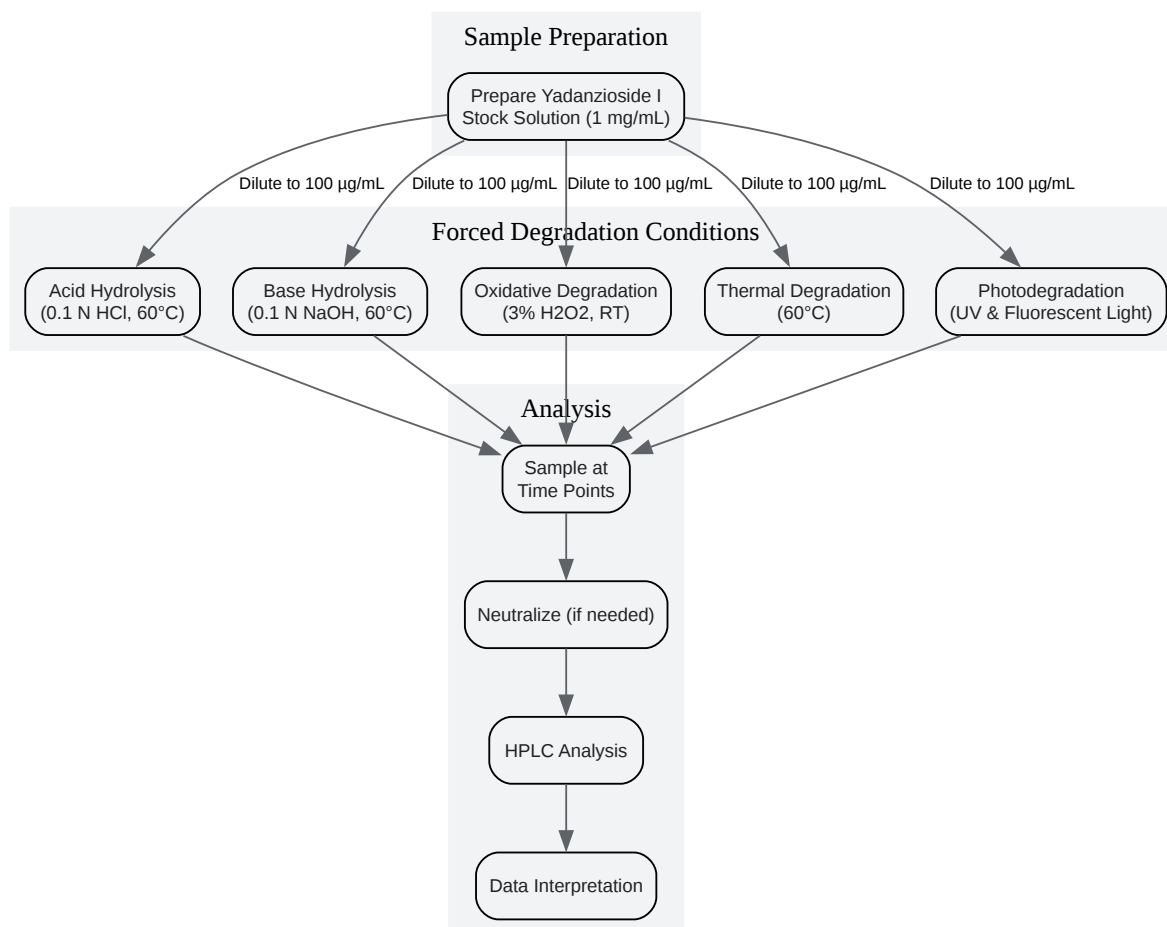 Sample Preparation
Prepare Yadanzioside I
Stock Solution (1 mg/mL)
Dilute to 100 µg/mL
Dilute to 100 µg/mL
Dilute to 100 µg/mL
Dilute to 100 µg/mL
Dilute to 100 µg/mL
Forced Degradation Conditions
Acid Hydrolysis
(0.1 N HCl, 60°C)
Base Hydrolysis
(0.1 N NaOH, 60°C)
Oxidative Degradation
(3% H2O2, RT)
Thermal Degradation
(60°C)
Photodegradation
(UV & Fluorescent Light)
Analysis
Sample at
Time Points
Neutralize (if needed)
HPLC Analysis
Data Interpretation